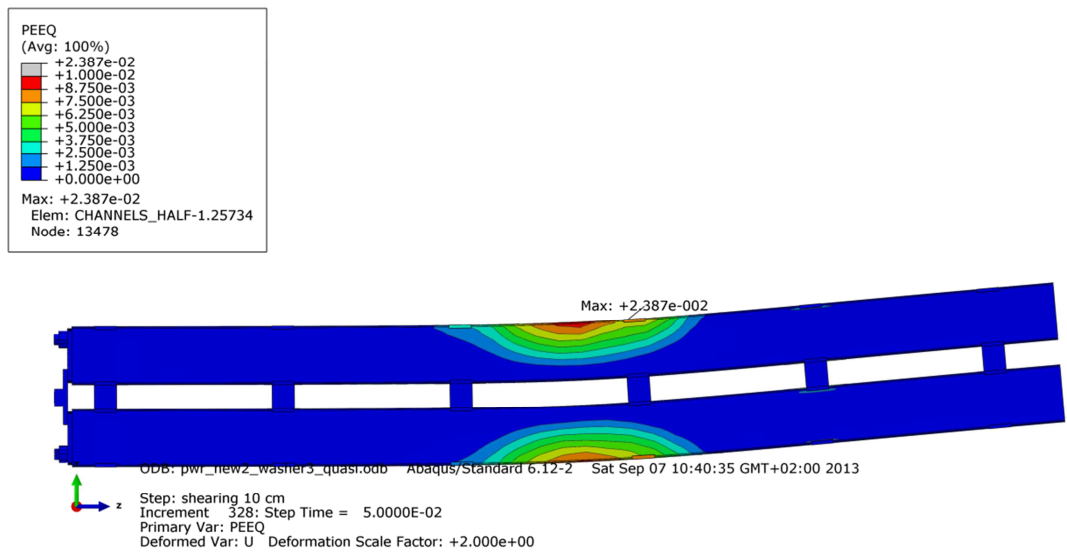 PEEQ
(Avg: 100%)
+2.387e-02
+1.000e-02
+8.750e-03
+7.500e-03
+6.250e-03
+5.000e-03
+3.750e-03
+2.500e-03
+1.250e-03
+0.000e+00
Max: +2.387e-02
Elem: CHANNELS_HALF-1.25734
Node: 13478
Max: +2.387e-002
ODB: pwr_new2_washer3_quasi.odb Abaqus/Standard 6.12-2 Sat Sep 07 10:40:35 GMT+02:00 2013
z
Step: shearing 10 cm
Increment 328: Step Time = 5.0000E-02
Primary Var: PEEQ
Deformed Var: U Deformation Scale Factor: +2.000e+00